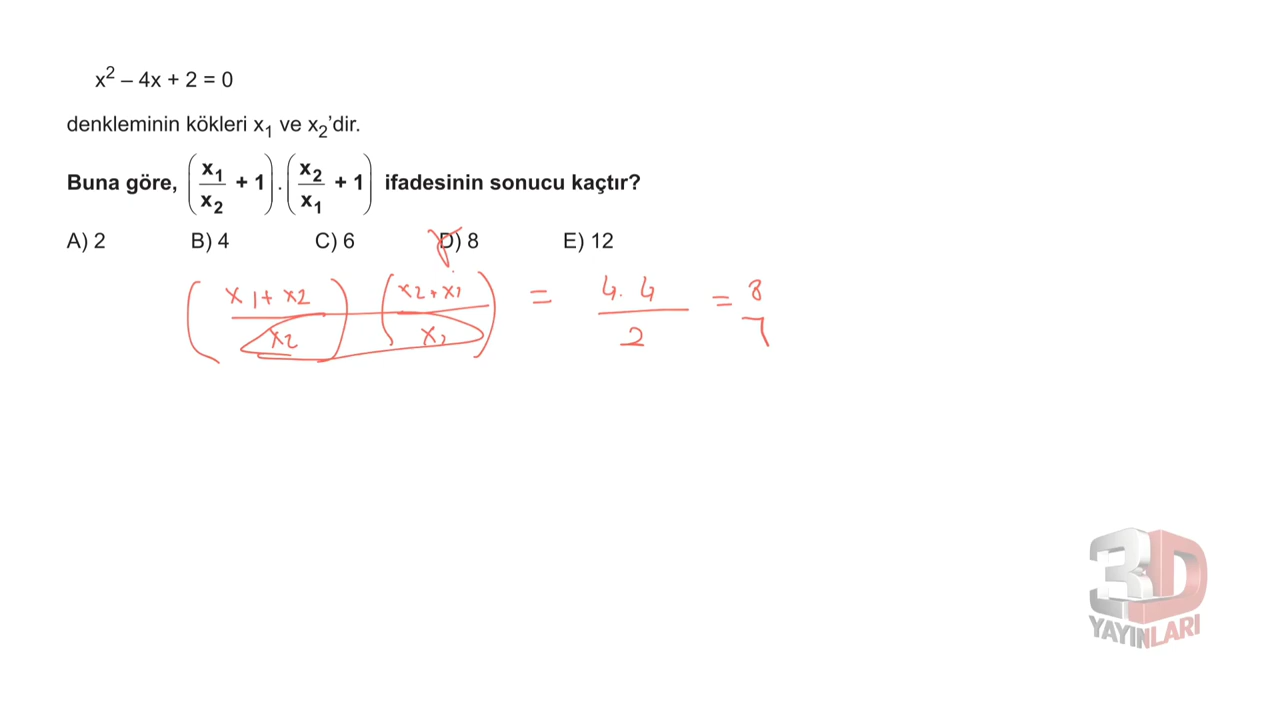 x² – 4x + 2 = 0
denkleminin kökleri x₁ ve x₂'dir.
Buna göre, (x₁/x₂ + 1) . (x₂/x₁ + 1) ifadesinin sonucu kaçtır?
A) 2 B) 4 C) 6 D) 8 E) 12
((x1 + x2)/x2) ((x2 + x1)/x1) = 4.4/2 = 8
3D
YAYINLARI